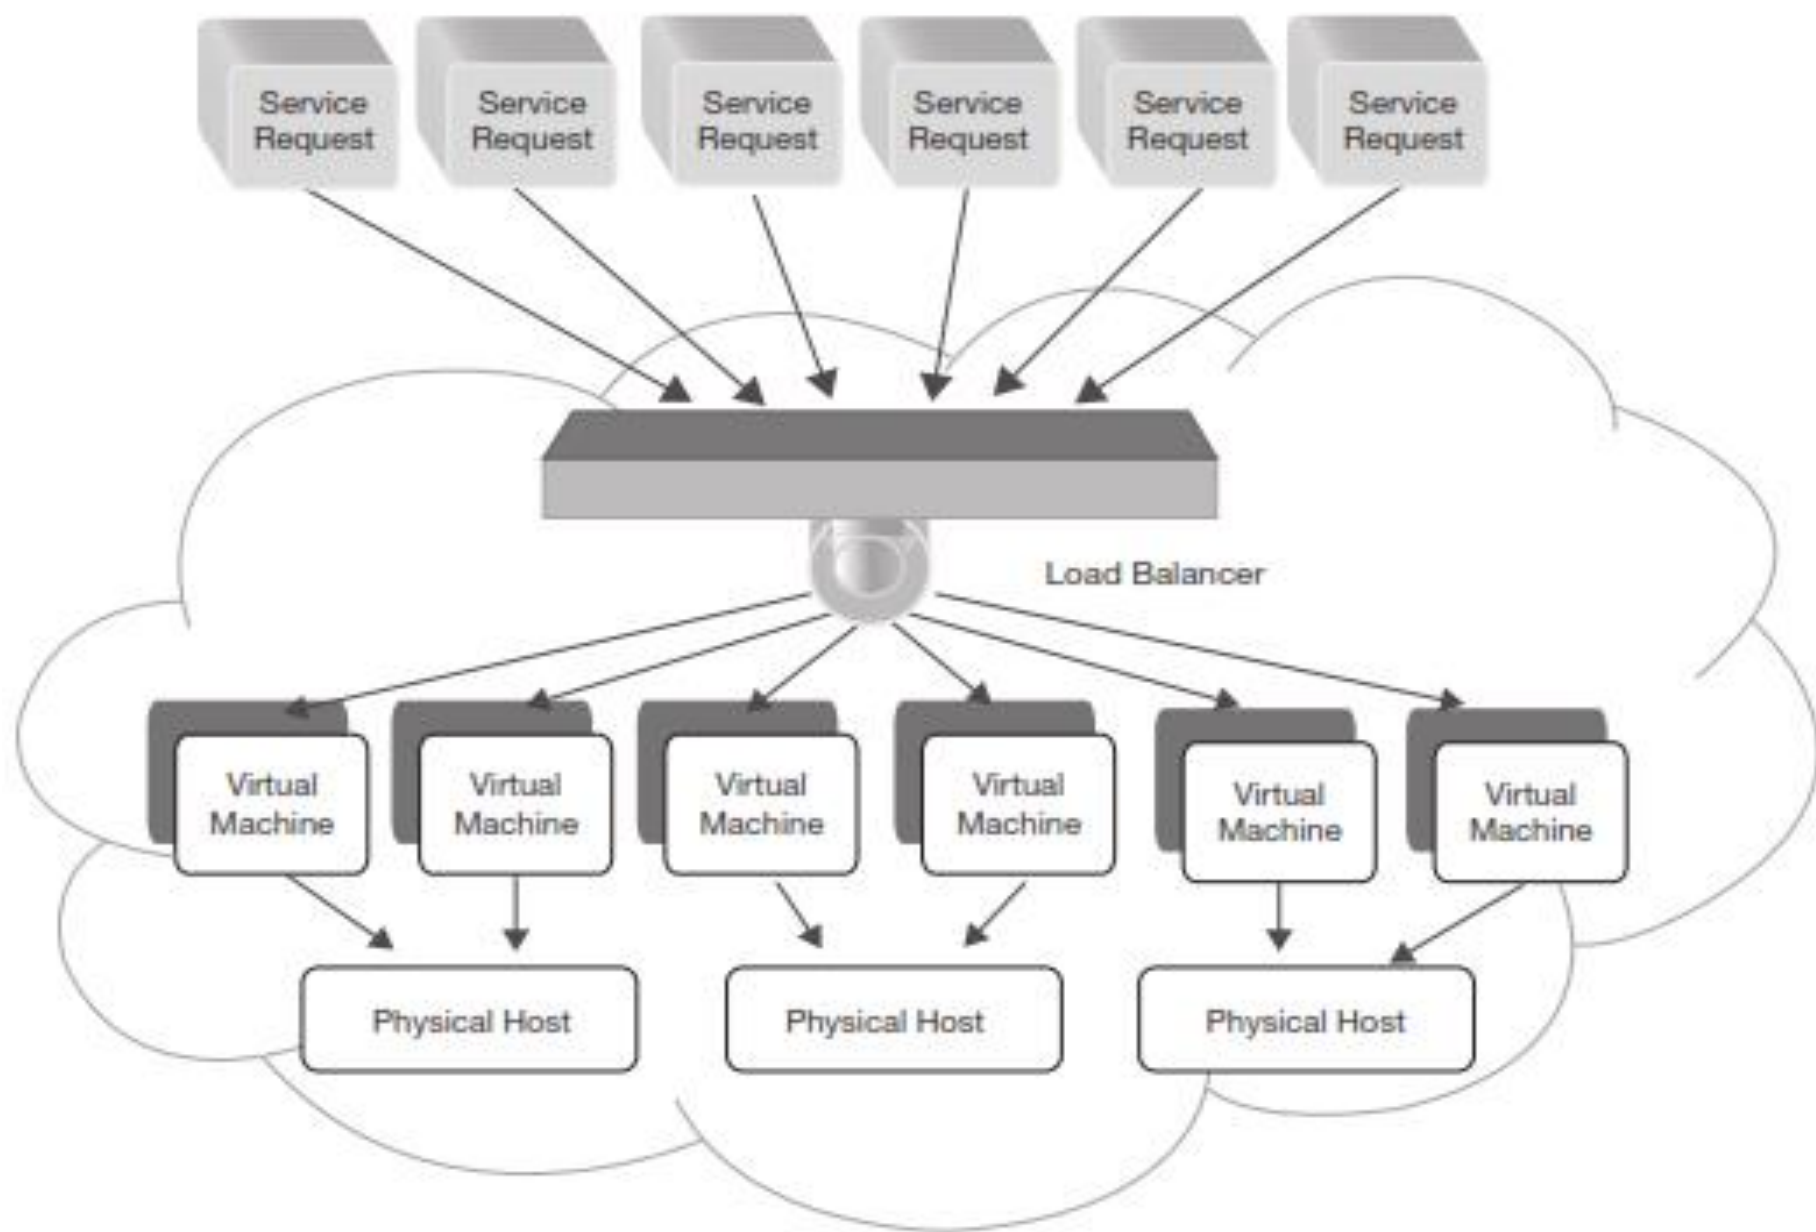 Service
Request
Service
Request
Service
Request
Service
Request
Service
Request
Service
Request
Load Balancer
Virtual
Machine
Virtual
Machine
Virtual
Machine
Virtual
Machine
Virtual
Machine
Virtual
Machine
Physical Host
Physical Host
Physical Host